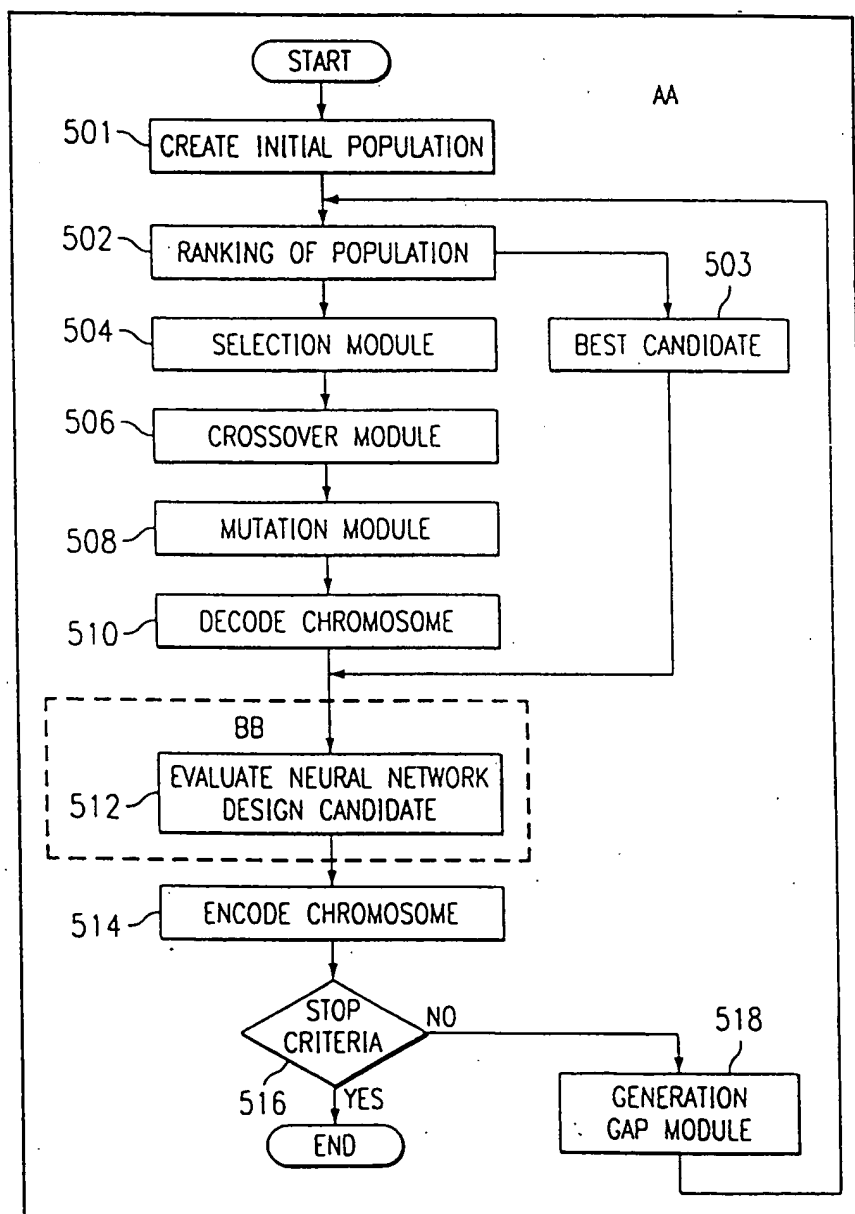 START
AA
501
CREATE INITIAL POPULATION
502
RANKING OF POPULATION
503
504
SELECTION MODULE
BEST CANDIDATE
506
CROSSOVER MODULE
508
MUTATION MODULE
510
DECODE CHROMOSOME
BB
512
EVALUATE NEURAL NETWORK
DESIGN CANDIDATE
514
ENCODE CHROMOSOME
STOP
CRITERIA
NO
516
YES
518
GENERATION
GAP MODULE
END